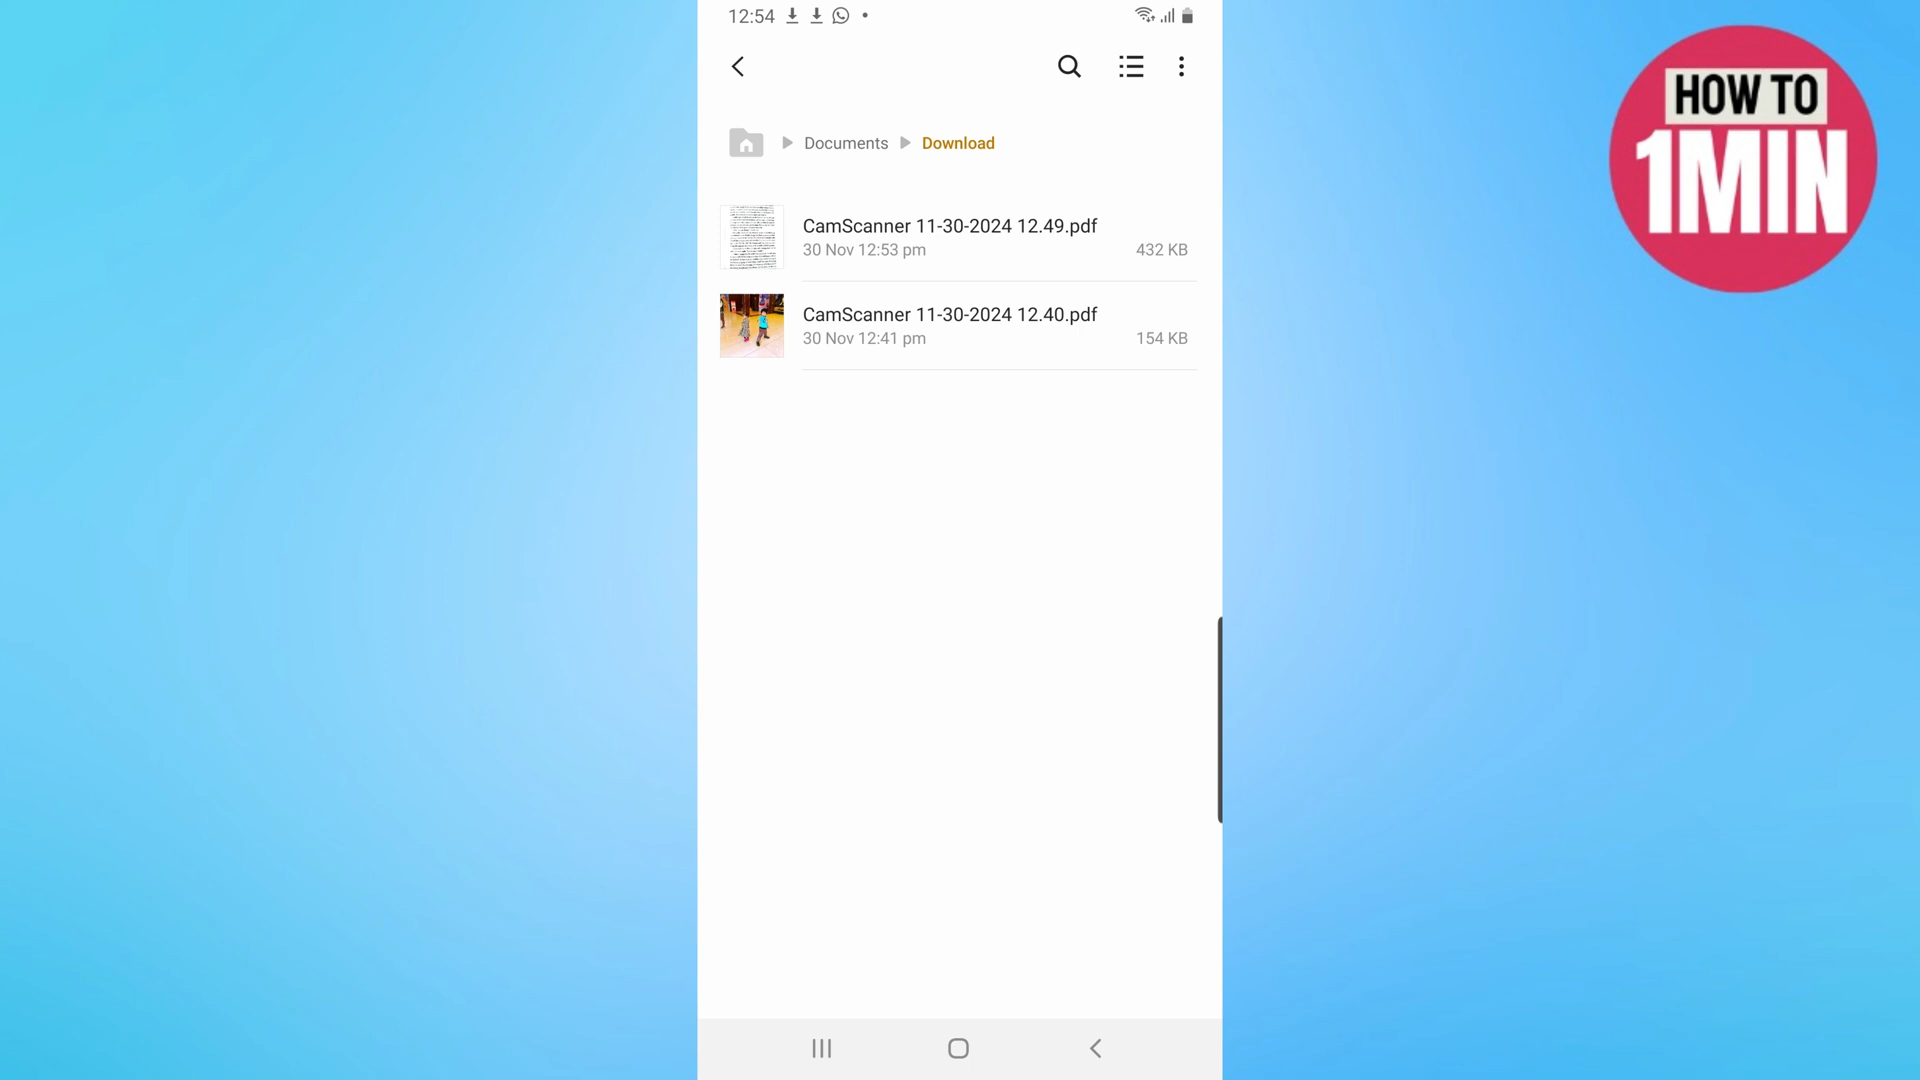 12:54
Documents Download
CamScanner 11-30-2024 12.49.pdf
30 Nov 12:53 pm 432 KB
CamScanner 11-30-2024 12.40.pdf
30 Nov 12:41 pm 154 KB
HOW TO
1MIN